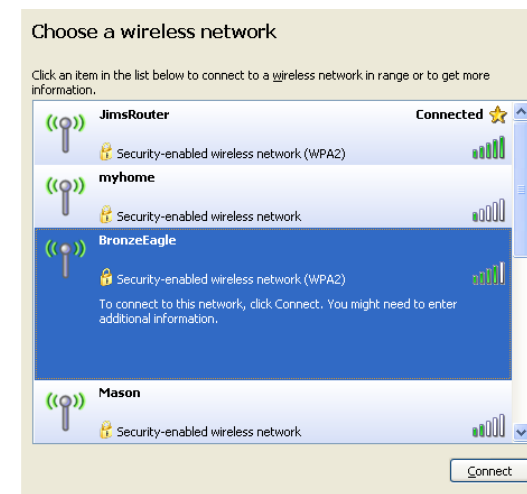 Choose a wireless network
Click an item in the list below to connect to a wireless network in range or to get more
information.
JimsRouter Connected
Security-enabled wireless network (WPA2)
myhome
Security-enabled wireless network
BronzeEagle
Security-enabled wireless network (WPA2)
To connect to this network, click Connect. You might need to enter
additional information.
Mason
Security-enabled wireless network
Connect